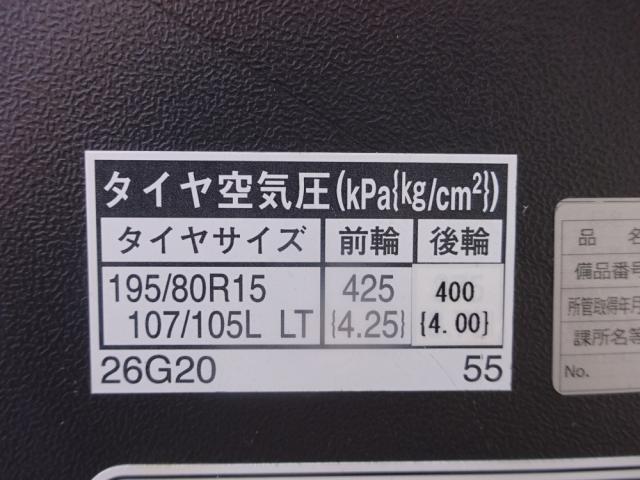 タイヤ空気圧(kPa{kg/cm²})
タイヤサイズ 前輪 後輪
195/80R15 425 400
107/105L LT {4.25} {4.00}
26G20 55
品 名
備品番号
所管取得年月
課所名等
No.